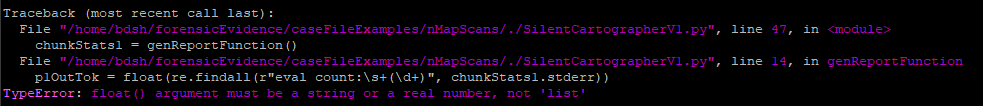 Traceback (most recent call last):
  File "/home/bdsh/forensicEvidence/caseFileExamples/nMapScans/./SilentCartographerV1.py", line 47, in <module>
    chunkStats1 = genReportFunction()
  File "/home/bdsh/forensicEvidence/caseFileExamples/nMapScans/./SilentCartographerV1.py", line 14, in genReportFunction
    plOutTok = float(re.findall(r"eval count:\s+(\d+)", chunkStats1.stderr))
TypeError: float() argument must be a string or a real number, not 'list'